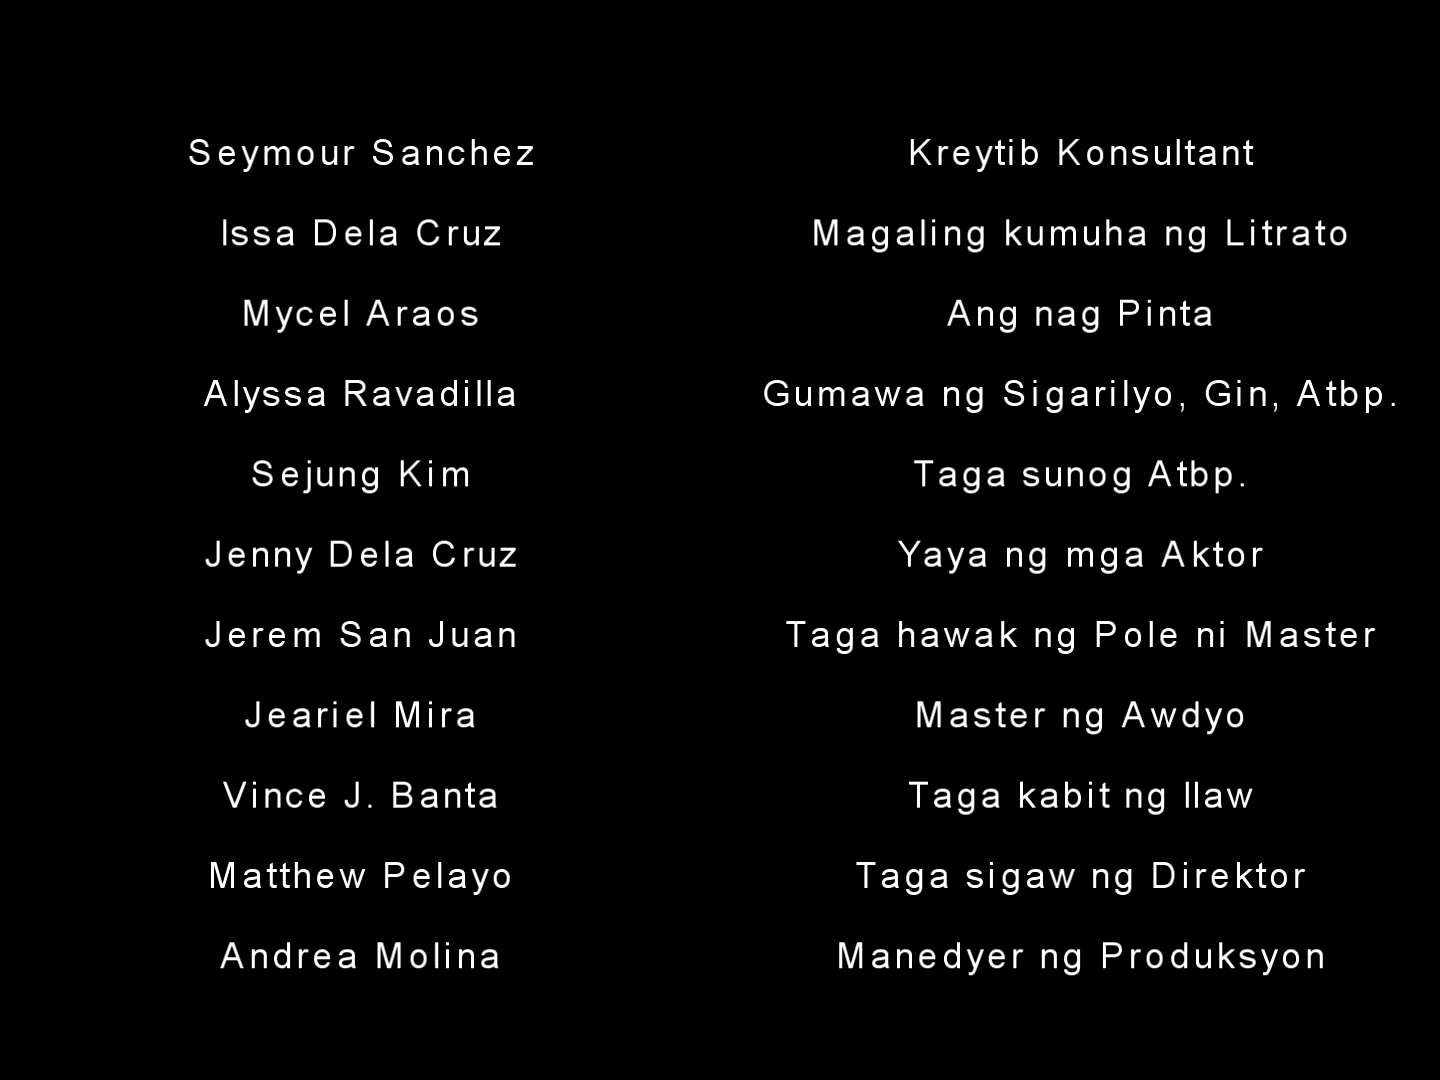 Seymour Sanchez Kreytib Konsultant
Issa Dela Cruz Magaling kumuha ng Litrato
Mycel Araos Ang nag Pinta
Alyssa Ravadilla Gumawa ng Sigarilyo, Gin, Atbp.
Sejung Kim Taga sunog Atbp.
Jenny Dela Cruz Yaya ng mga Aktor
Jerem San Juan Taga hawak ng Pole ni Master
Jeariel Mira Master ng Awdyo
Vince J. Banta Taga kabit ng Ilaw
Matthew Pelayo Taga sigaw ng Direktor
Andrea Molina Manedyer ng Produksyon